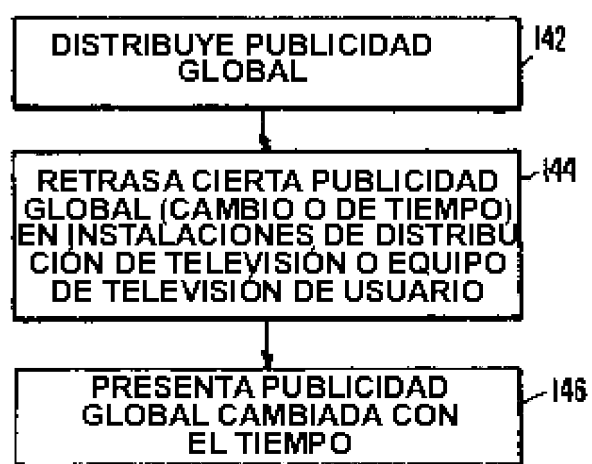 DISTRIBUYE PUBLICIDAD
GLOBAL
142
RETRASA CIERTA PUBLICIDAD
GLOBAL (CAMBIO O DE TIEMPO)
EN INSTALACIONES DE DISTRIBU
CIÓN DE TELEVISIÓN O EQUIPO
DE TELEVISIÓN DE USUARIO
144
PRESENTA PUBLICIDAD
GLOBAL CAMBIADA CON
EL TIEMPO
146